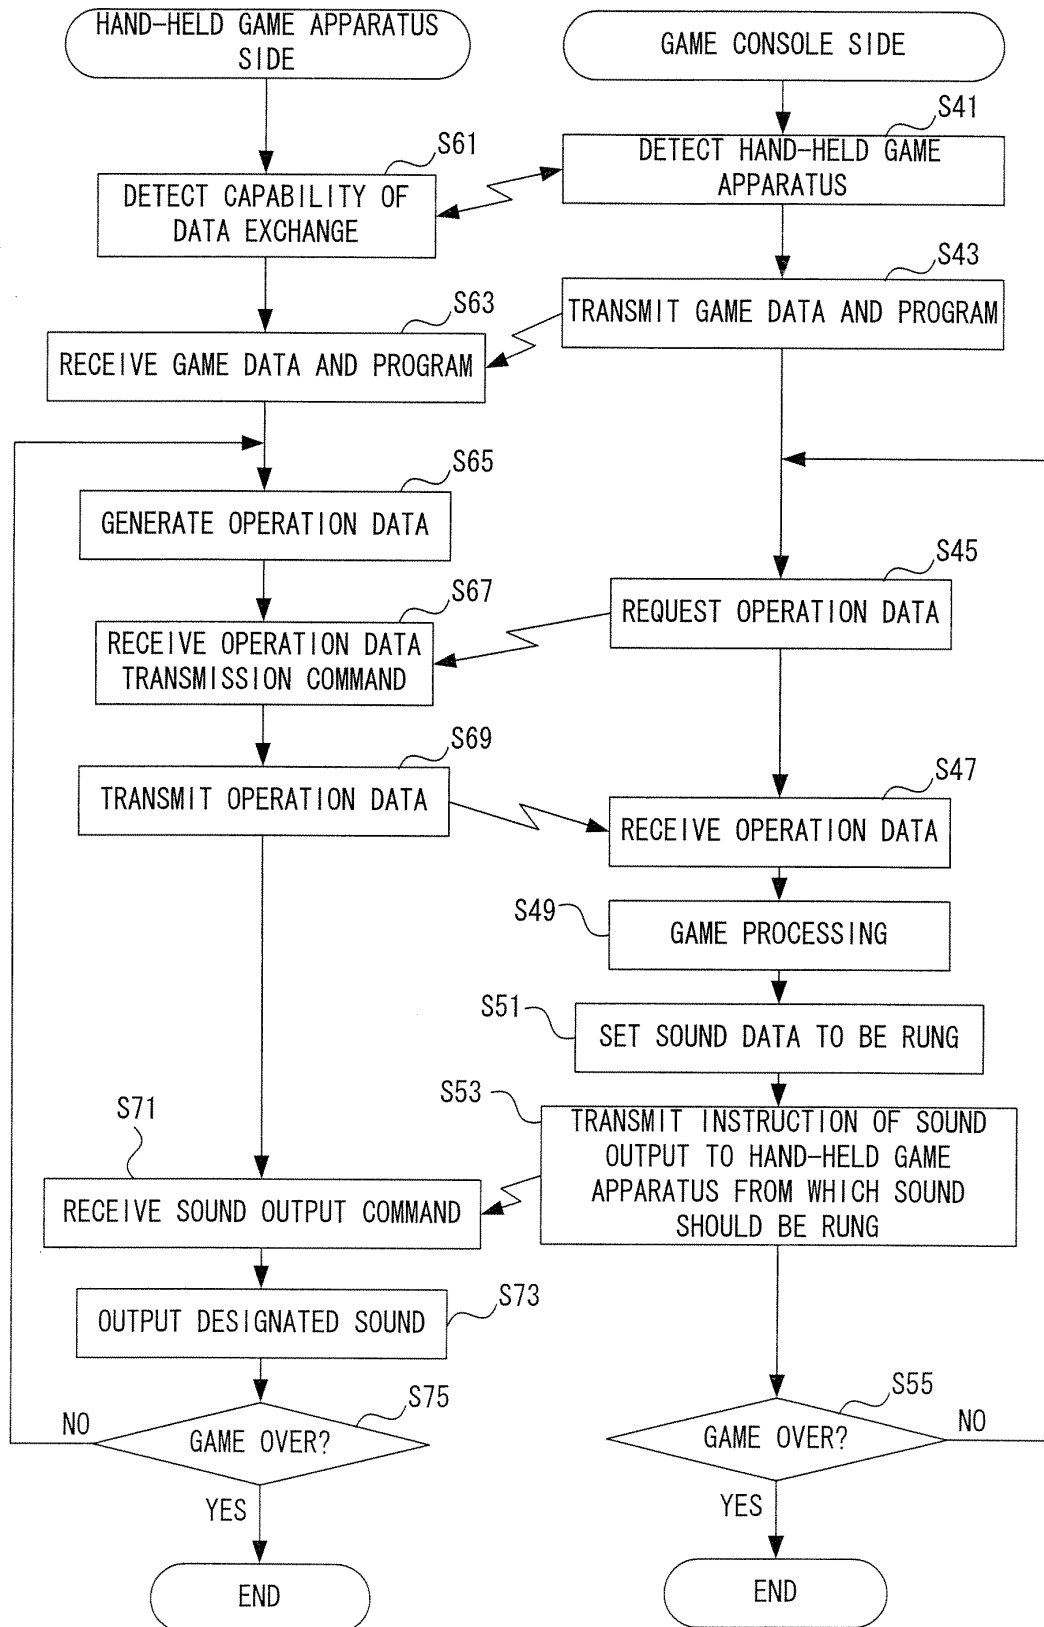 HAND-HELD GAME APPARATUS
SIDE
S61
DETECT CAPABILITY OF
DATA EXCHANGE
S63
RECEIVE GAME DATA AND PROGRAM
S65
GENERATE OPERATION DATA
S67
RECEIVE OPERATION DATA
TRANSMISSION COMMAND
S69
TRANSMIT OPERATION DATA
S71
RECEIVE SOUND OUTPUT COMMAND
S73
OUTPUT DESIGNATED SOUND
S75
GAME OVER?
NO
YES
END
GAME CONSOLE SIDE
S41
DETECT HAND-HELD GAME
APPARATUS
S43
TRANSMIT GAME DATA AND PROGRAM
S45
REQUEST OPERATION DATA
S47
RECEIVE OPERATION DATA
S49
GAME PROCESSING
S51
SET SOUND DATA TO BE RUNG
S53
TRANSMIT INSTRUCTION OF SOUND
OUTPUT TO HAND-HELD GAME
APPARATUS FROM WHICH SOUND
SHOULD BE RUNG
S55
GAME OVER?
NO
YES
END